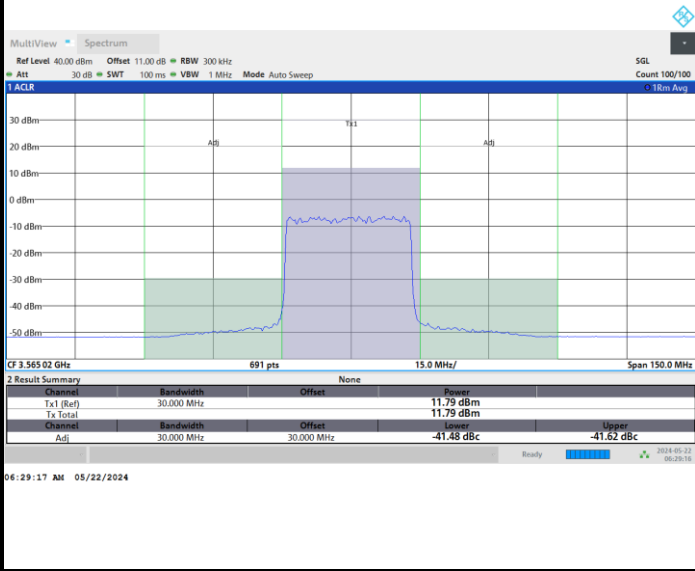 MultiView Spectrum
Ref Level 40.00 dBm Offset 11.00 dB RBW 300 kHz SGL
Att 30 dB SWT 100 ms VBW 1 MHz Mode Auto Sweep Count 100/100
1 ACLR 1Rm Avg
30 dBm
Tx1
20 dBm
Adj Adj
10 dBm
0 dBm
-10 dBm
-20 dBm
-30 dBm
-40 dBm
-50 dBm
CF 3.565 02 GHz 691 pts 15.0 MHz/ Span 150.0 MHz
2 Result Summary None
Channel Bandwidth Offset Power
Tx1 (Ref) 30.000 MHz 11.79 dBm
Tx Total 11.79 dBm
Channel Bandwidth Offset Lower Upper
Adj 30.000 MHz 30.000 MHz -41.48 dBc -41.62 dBc
Ready 2024-05-22
06:29:16
06:29:17 AM 05/22/2024